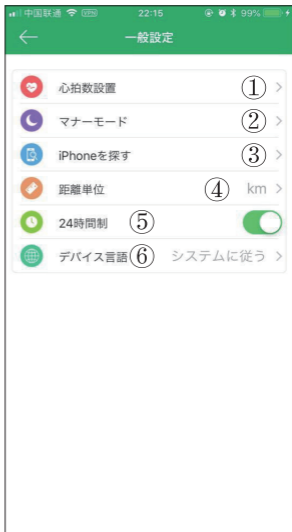 中国联通 VPN 22:15 99%
一般設定
心拍数設置 ① >
マナーモード ② >
iPhoneを探す ③ >
距離単位 ④ km >
24時間制 ⑤
デバイス言語 ⑥ システムに従う >